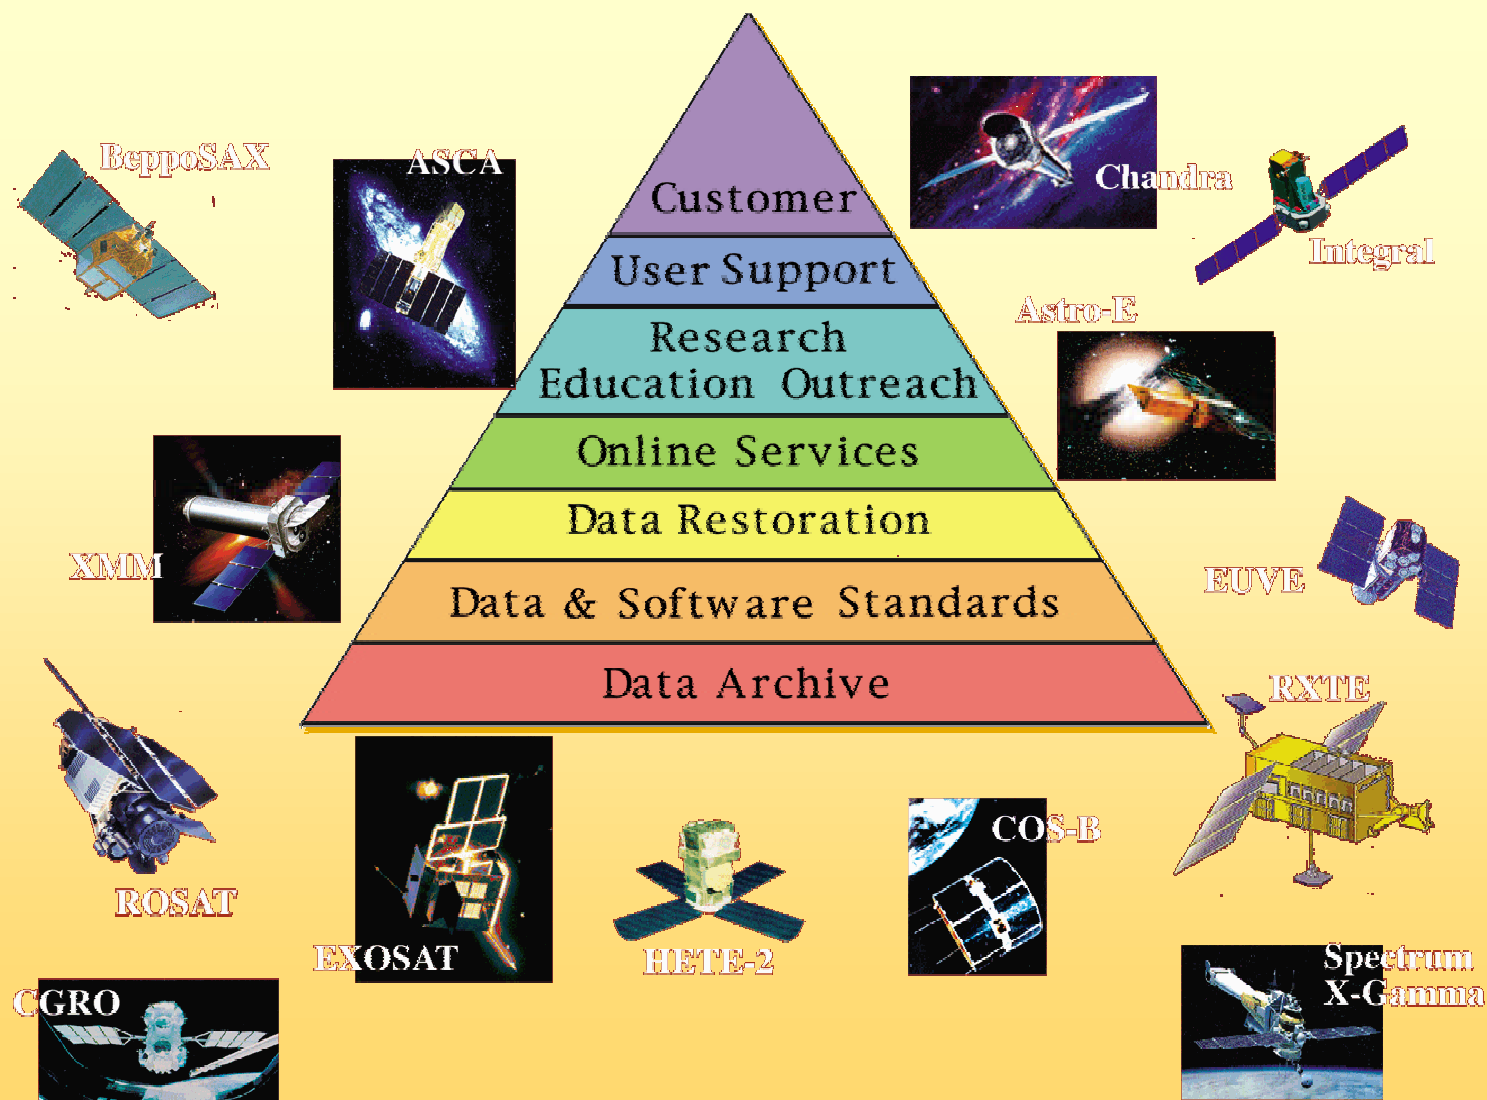 BeppoSAX
ASCA
Chandra
Integral
Astro-E
Customer
User Support
Research
Education Outreach
Online Services
Data Restoration
Data & Software Standards
Data Archive
XMM
EUVE
RXTE
ROSAT
EXOSAT
HETE-2
COS-B
CGRO
Spectrum
X-Gamma